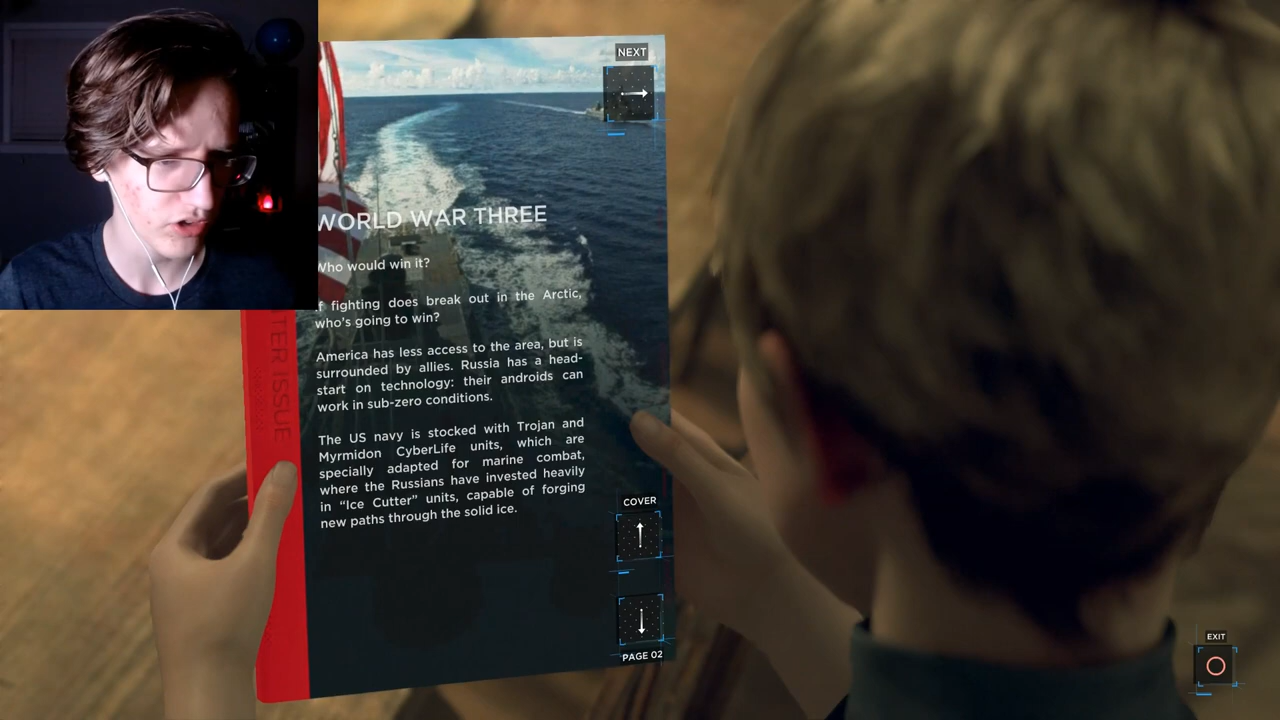 NEXT
WORLD WAR THREE
Who would win it?
If fighting does break out in the Arctic,
who's going to win?
America has less access to the area, but is
surrounded by allies. Russia has a head-
start on technology: their androids can
work in sub-zero conditions.
The US navy is stocked with Trojan and
Myrmidon CyberLife units, which are
specially adapted for marine combat,
where the Russians have invested heavily
in “Ice Cutter” units, capable of forging
new paths through the solid ice.
TER ISSUE
COVER
PAGE 02
EXIT